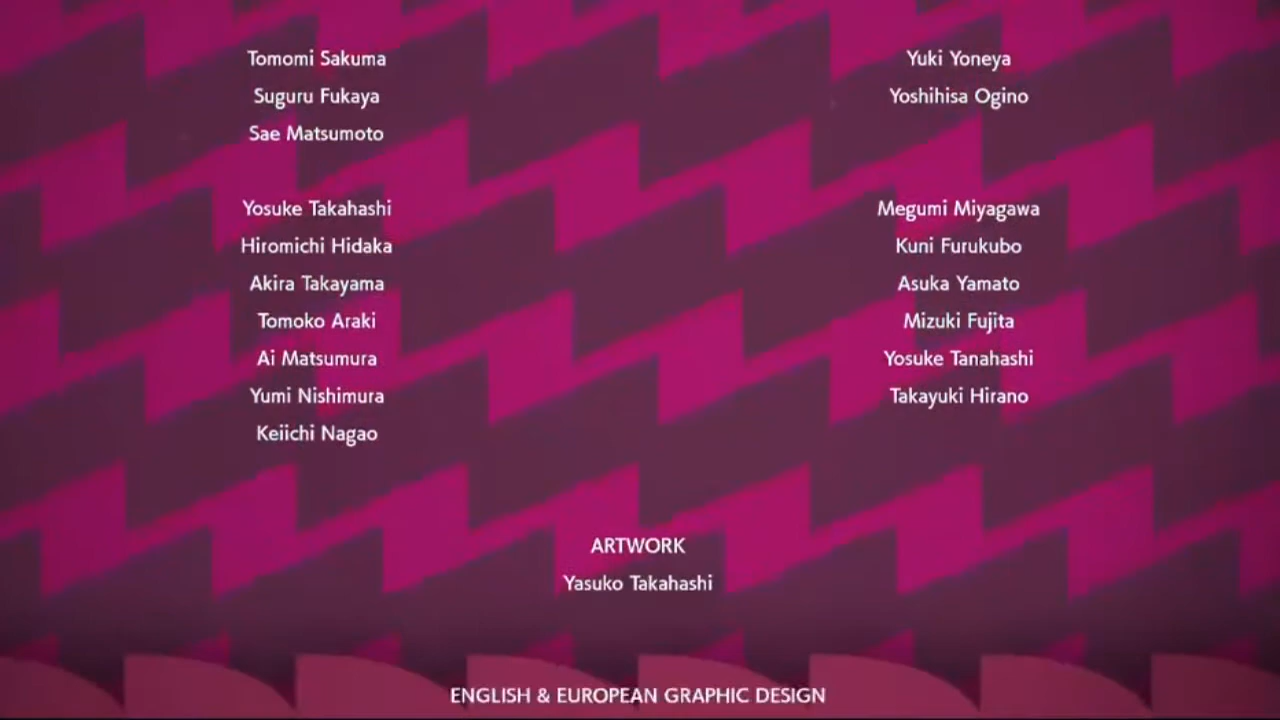 Tomomi Sakuma
Yuki Yoneya
Suguru Fukaya
Yoshihisa Ogino
Sae Matsumoto
Yosuke Takahashi
Megumi Miyagawa
Hiromichi Hidaka
Kuni Furukubo
Akira Takayama
Asuka Yamato
Tomoko Araki
Mizuki Fujita
Ai Matsumura
Yosuke Tanahashi
Yumi Nishimura
Takayuki Hirano
Keiichi Nagao
ARTWORK
Yasuko Takahashi
ENGLISH & EUROPEAN GRAPHIC DESIGN